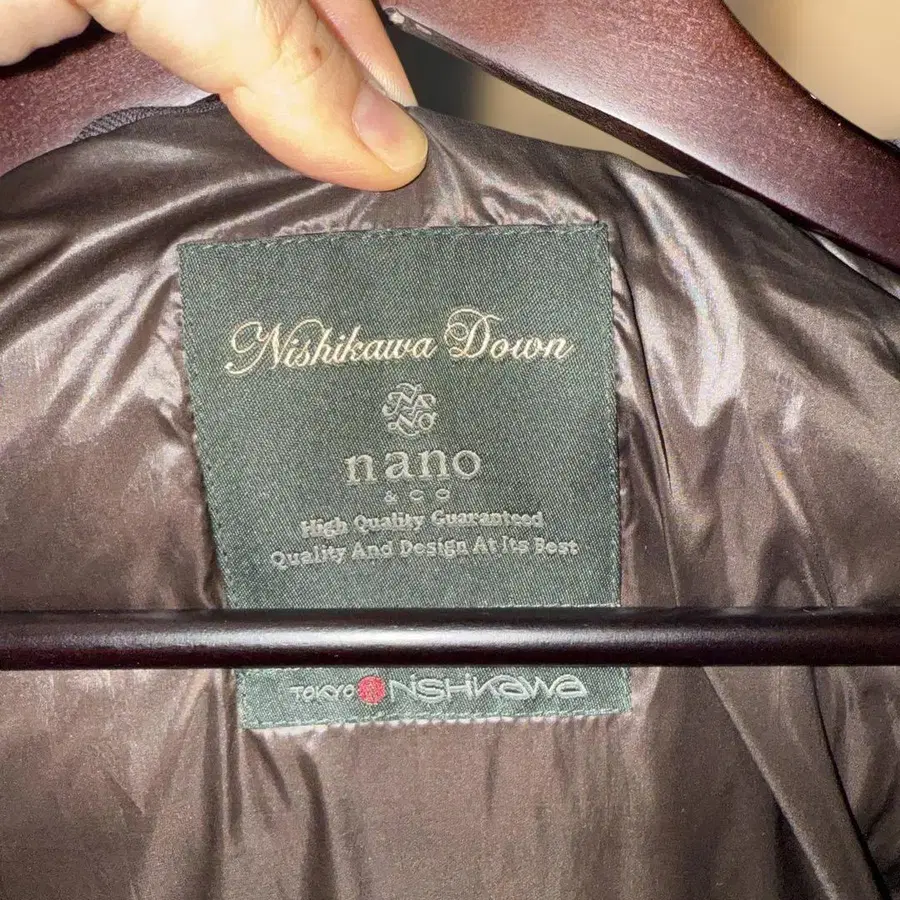 Nishikawa Down
nano
& CO
High Quality Guaranteed
Quality And Design At Its Best
TOKYO NiSHiKaWa